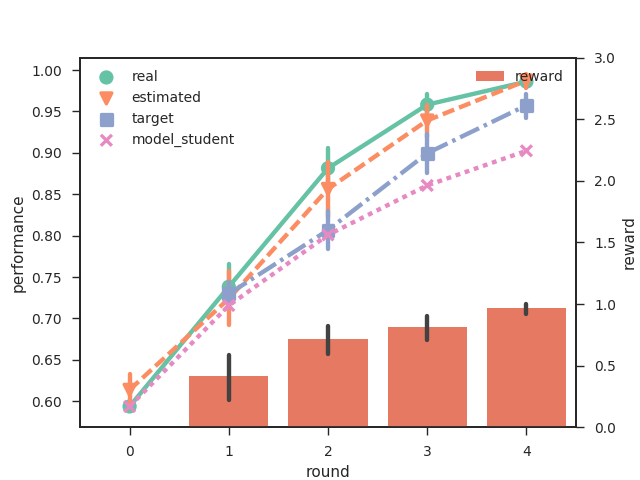 1.00
0.95
0.90
0.85
0.80
0.75
0.70
0.65
0.60
performance
real
estimated
target
model_student
reward
3.0
2.5
2.0
1.5
1.0
0.5
0.0
reward
0 1 2 3 4
round